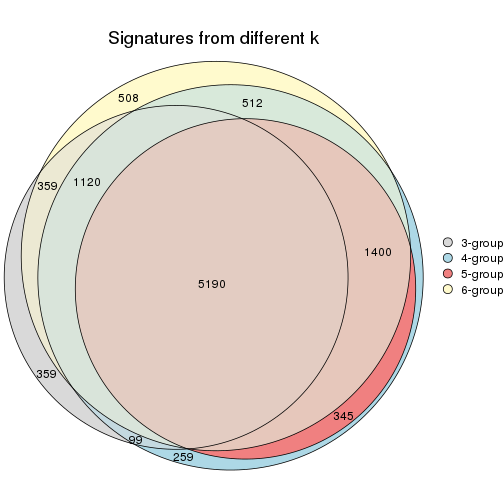 Signatures from different k
508
512
359
1120
1400
5190
359
345
99
259
3-group
4-group
5-group
6-group